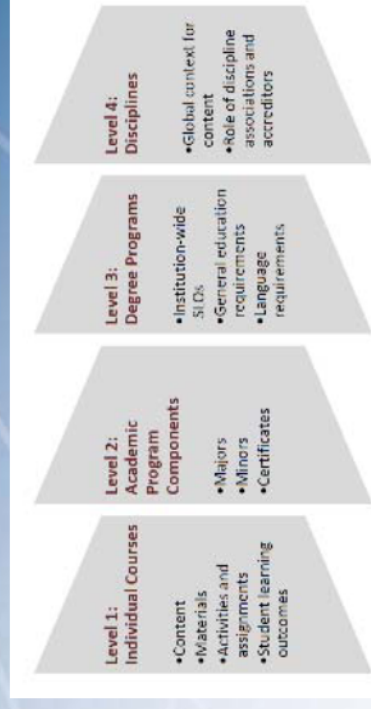 Level 1:
Individual Courses
•Content
•Materials
•Activities and
assignments
•Student learning
outcomes
Level 2:
Academic
Program
Components
•Majors
•Minors
•Certificates
Level 3:
Degree Programs
•Institution-wide
SLOs
•General education
requirements
•Language
requirements
Level 4:
Disciplines
•Global context for
content
•Role of discipline
associations and
accreditors